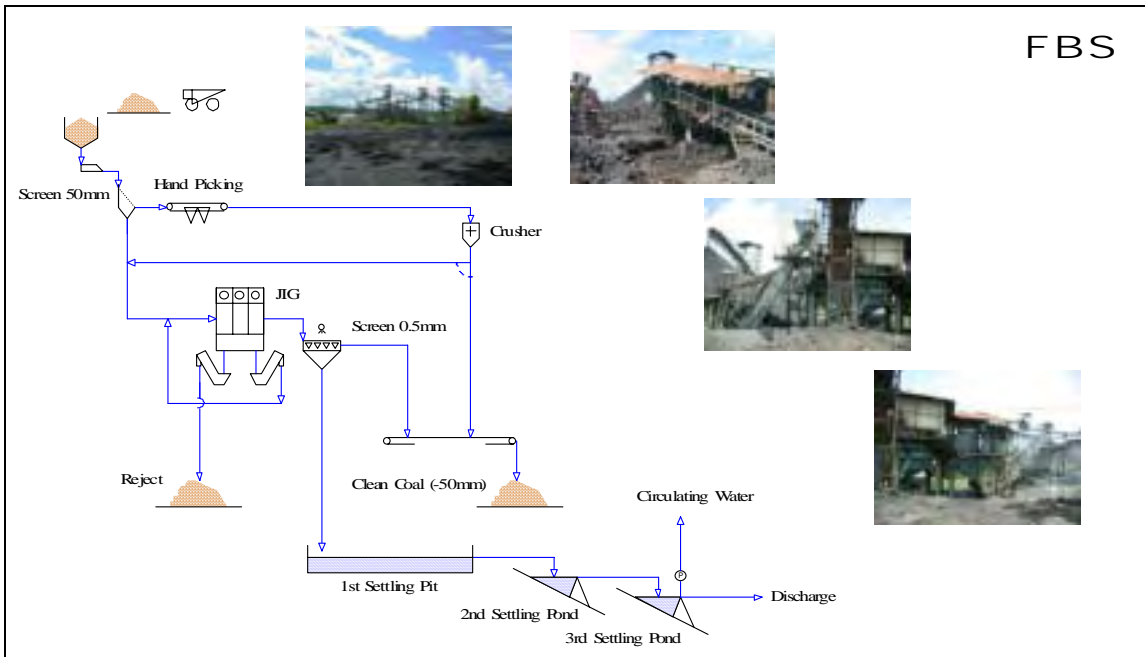 FBS
Screen 50mm
Hand Picking
Crusher
JIG
Screen 0.5mm
Reject
Clean Coal (-50mm)
Circulating Water
P
1st Settling Pit
2nd Settling Pond
3rd Settling Pond
Discharge